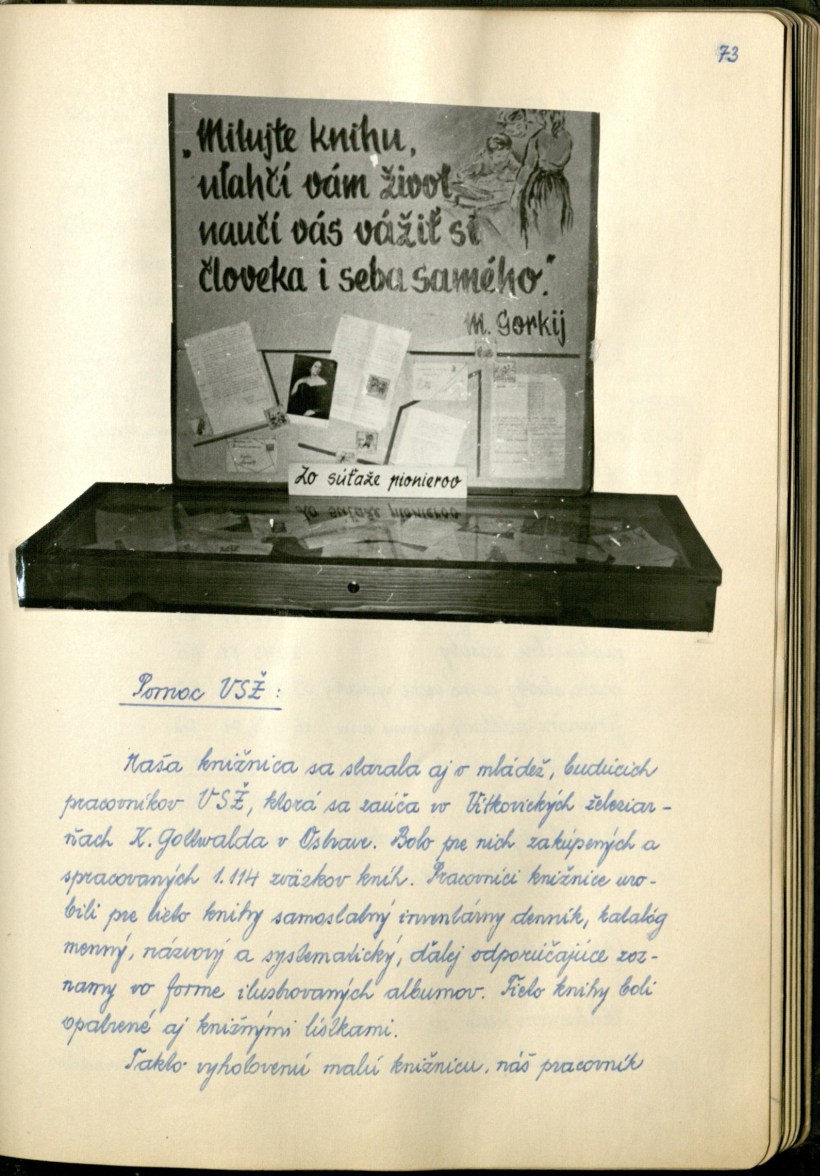 73
„Milujte knihu,
uľahčí vám život
naučí vás vážiť si
človeka i seba samého."
M. Gorkij
Zo súťaže pionierov
Pomoc VSŽ:
Naša knižnica sa starala aj o mládež, budúcich
pracovníkov VSŽ, ktorá sa zaúča vo Vítkovických železiar-
ňach K. Gottwalda v Ostrave. Bolo pre nich zakúpených a
spracovaných 1.114 zväzkov kníh. Pracovníci knižnice uro-
bili pre tieto knihy samostatný inventárny denník, katalóg
menný, názvový a systematický, ďalej odporúčajúce zoz-
namy vo forme ilustrovaných albumov. Tieto knihy boli
opatrené aj knižnými lístkami.
Takto vyhotovenú malú knižnicu, náš pracovník